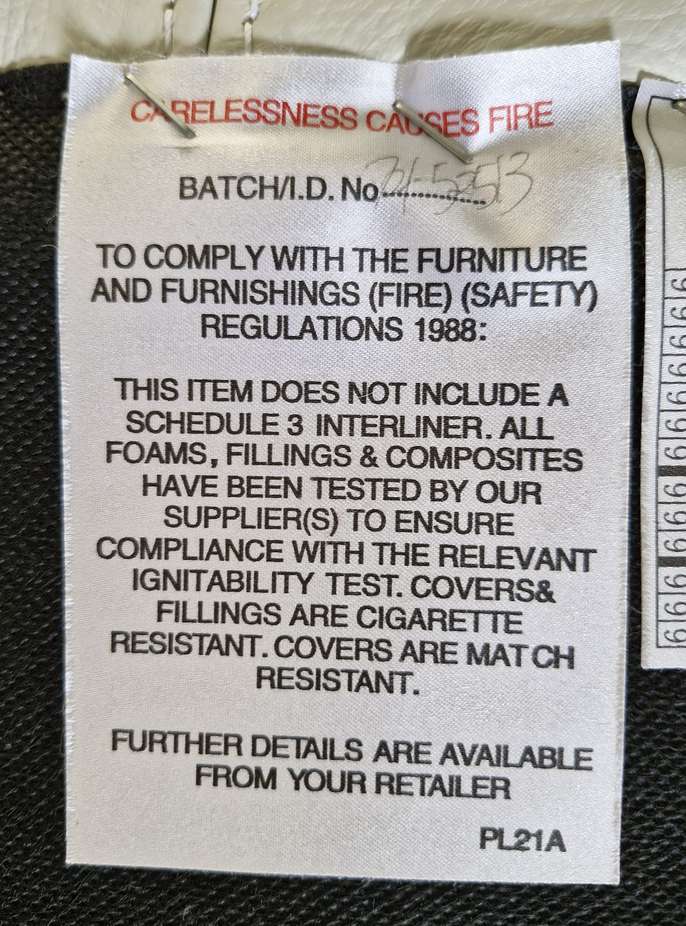 CARELESSNESS CAUSES FIRE
BATCH/I.D. No
TO COMPLY WITH THE FURNITURE
AND FURNISHINGS (FIRE) (SAFETY)
REGULATIONS 1988:
THIS ITEM DOES NOT INCLUDE A
SCHEDULE 3 INTERLINER. ALL
FOAMS, FILLINGS & COMPOSITES
HAVE BEEN TESTED BY OUR
SUPPLIER(S) TO ENSURE
COMPLIANCE WITH THE RELEVANT
IGNITABILITY TEST. COVERS&
FILLINGS ARE CIGARETTE
RESISTANT. COVERS ARE MATCH
RESISTANT.
FURTHER DETAILS ARE AVAILABLE
FROM YOUR RETAILER
PL21A